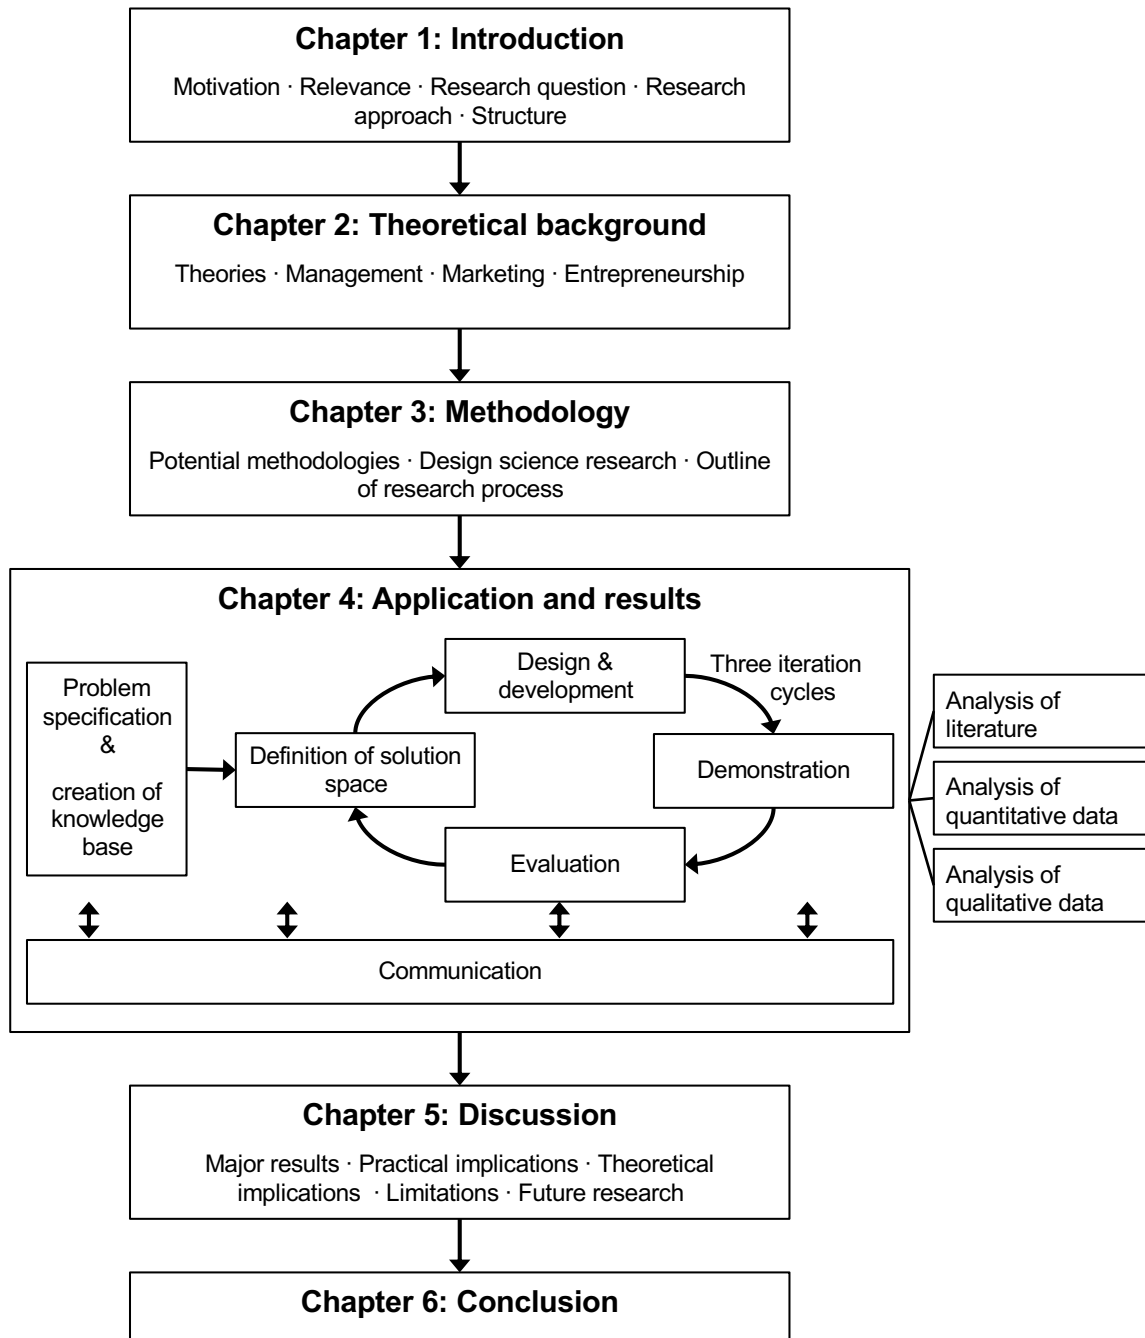 Chapter 1: Introduction
Motivation · Relevance · Research question · Research
approach · Structure
Chapter 2: Theoretical background
Theories · Management · Marketing · Entrepreneurship
Chapter 3: Methodology
Potential methodologies · Design science research · Outline
of research process
Chapter 4: Application and results
Problem
specification
&
creation of
knowledge
base
Definition of solution
space
Design &
development
Three iteration
cycles
Demonstration
Evaluation
Communication
Analysis of
literature
Analysis of
quantitative data
Analysis of
qualitative data
Chapter 5: Discussion
Major results · Practical implications · Theoretical
implications · Limitations · Future research
Chapter 6: Conclusion